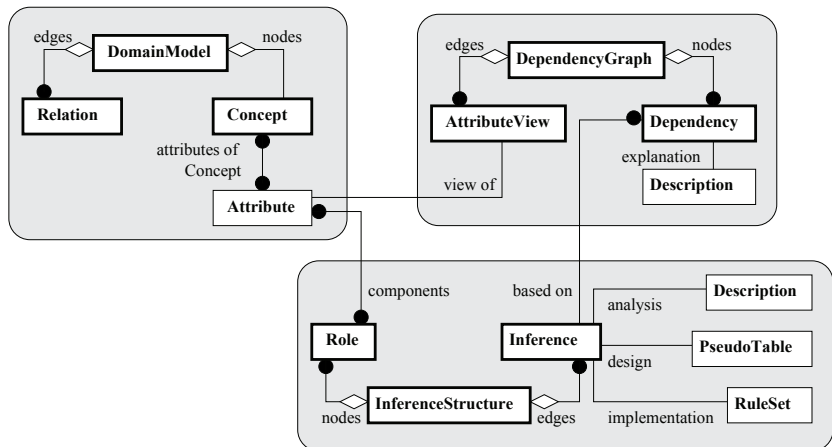 edges
DomainModel
nodes
Relation
Concept
attributes of
Concept
Attribute
edges
DependencyGraph
nodes
AttributeView
Dependency
explanation
Description
view of
components
based on
analysis
Description
Role
Inference
design
PseudoTable
nodes
InferenceStructure
edges
implementation
RuleSet